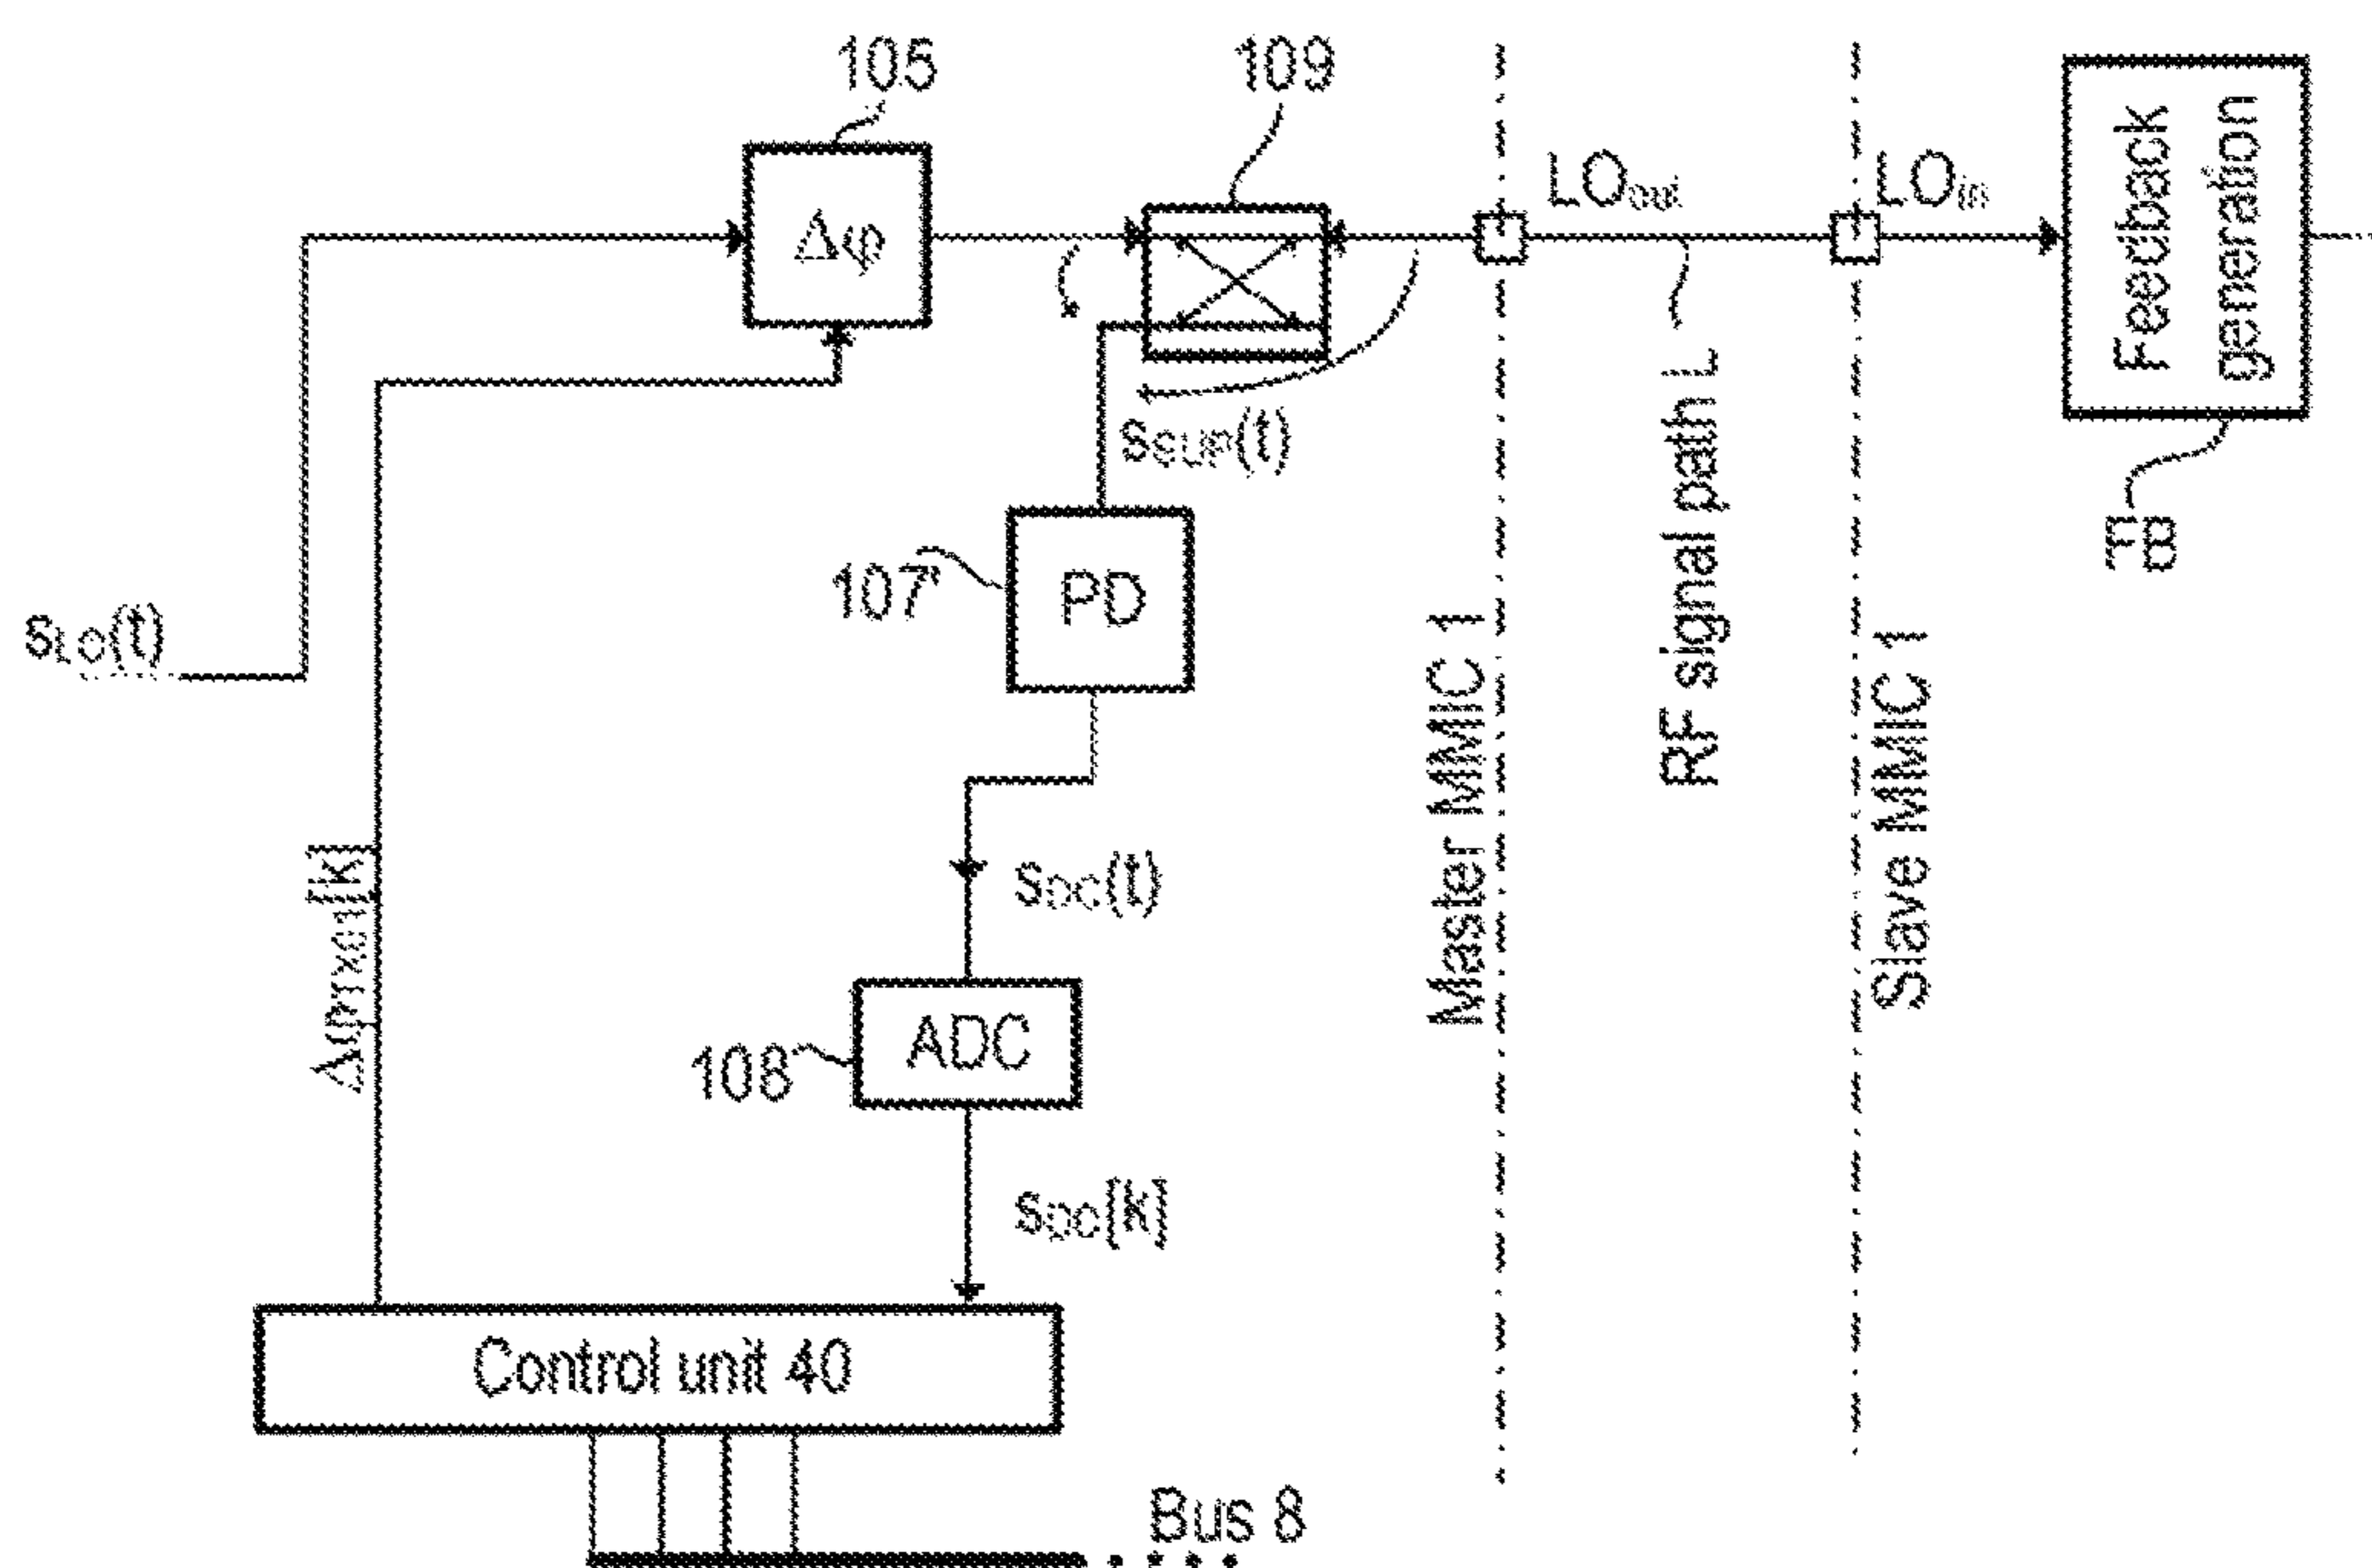 105
109
LOout
LOin
Feedback
generation
Δφ
sSUP(t)
107'
PD
FB
sLO(t)
RF signal path L
Master MMIC 1
Slave MMIC 1
sDC(t)
ΔφTX01[k]
ADC
108
sDC[k]
Control unit 40
Bus 8